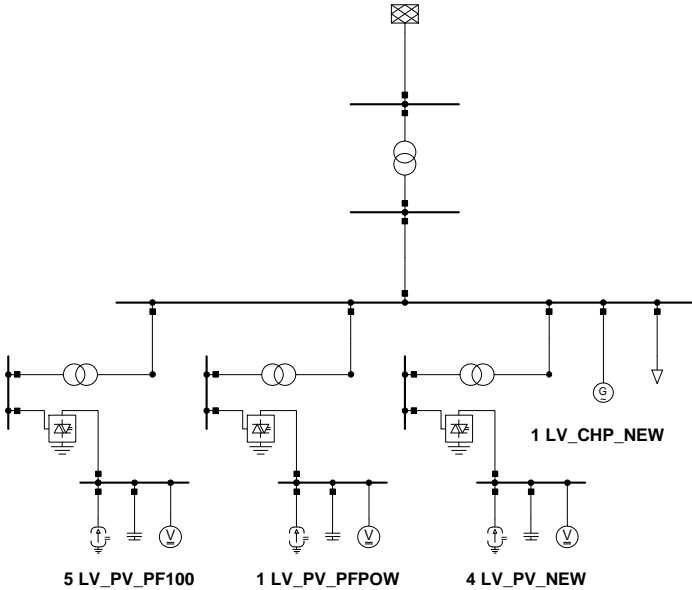 G
~
1 LV_CHP_NEW
V
V
V
5 LV_PV_PF100
1 LV_PV_PFPOW
4 LV_PV_NEW